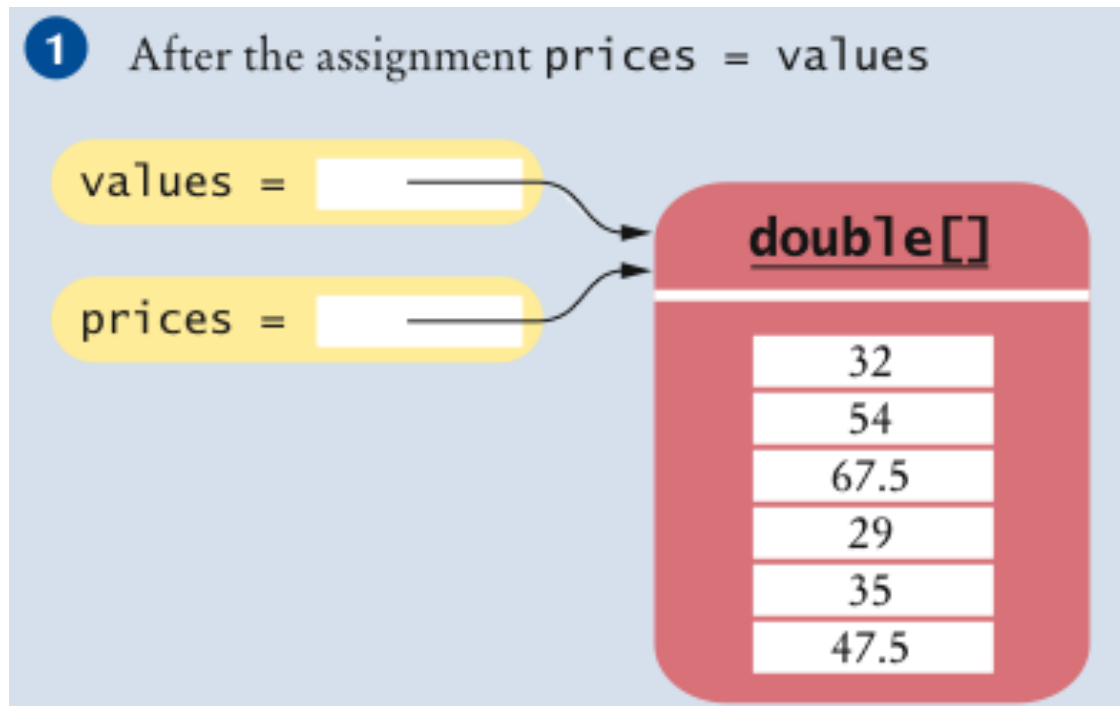 1 After the assignment prices = values
values =
prices =
double[]
32
54
67.5
29
35
47.5